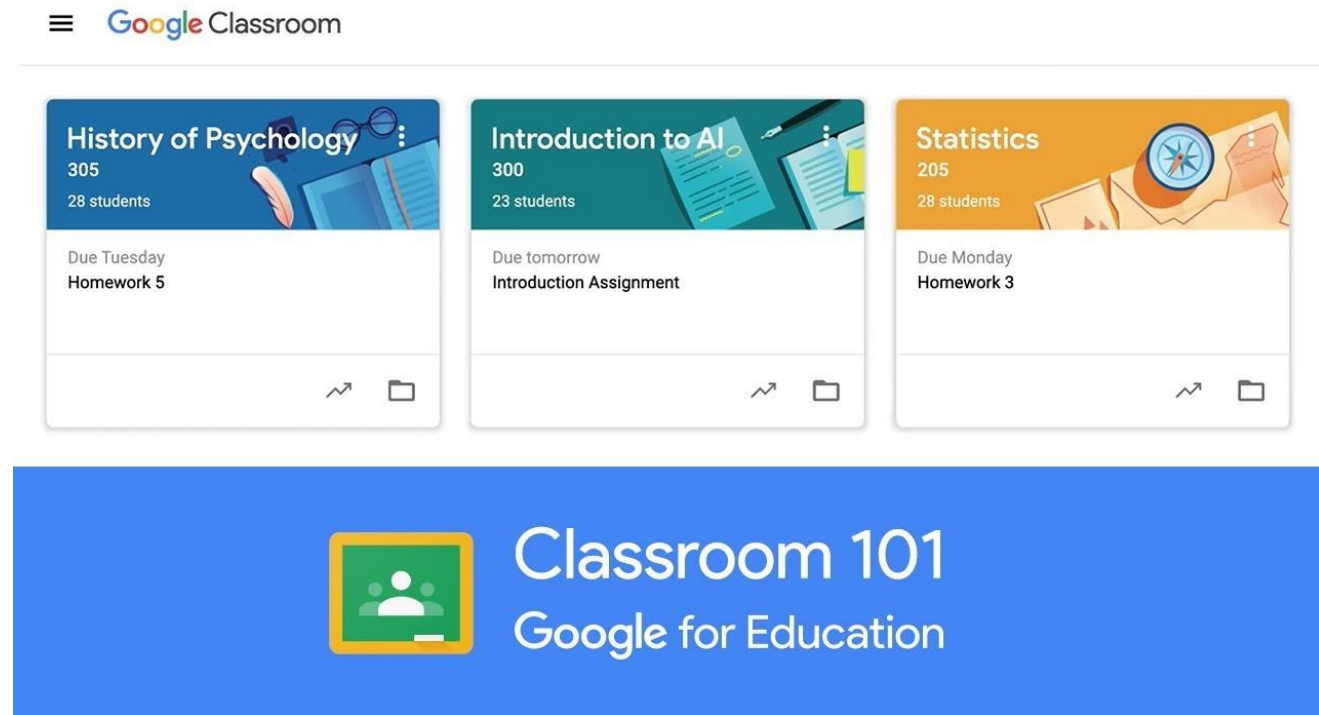 Google Classroom
History of Psychology
305
28 students
Due Tuesday
Homework 5
Introduction to AI
300
23 students
Due tomorrow
Introduction Assignment
Statistics
205
28 students
Due Monday
Homework 3
Classroom 101
Google for Education